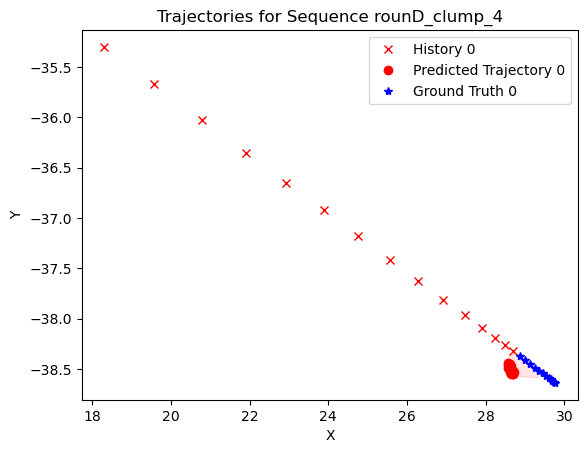 Trajectories for Sequence rounD_clump_4
History 0
Predicted Trajectory 0
Ground Truth 0
Y
−35.5
−36.0
−36.5
−37.0
−37.5
−38.0
−38.5
18 20 22 24 26 28 30
X